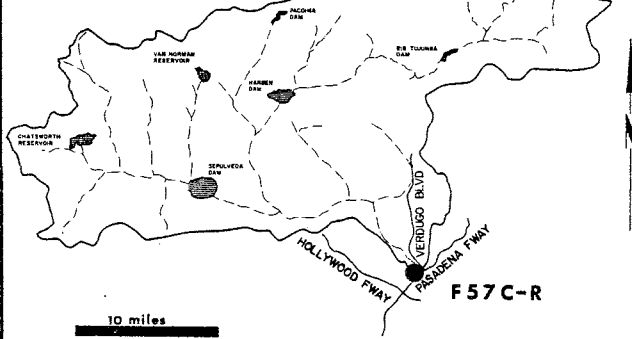 PACOIMA
DAM
VAN NORMAN
RESERVOIR
BIG TUJUNGA
DAM
HANSEN
DAM
CHATSWORTH
RESERVOIR
SEPULVEDA
DAM
VERDUGO BLVD
HOLLYWOOD FWAY
PASADENA FWAY
F57C-R
10 miles